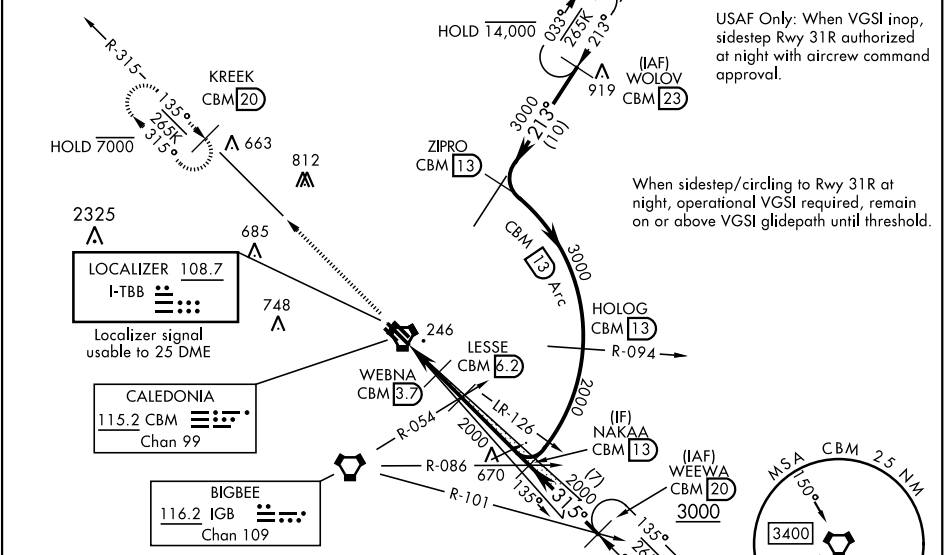 HOLD 14,000
033°
265K
213°
(IAF)
WOLOV
CBM 23
919
USAF Only: When VGSI inop,
sidestep Rwy 31R authorized
at night with aircrew command
approval.
R-315
KREEK
CBM 20
135°
265K
315°
HOLD 7000
663
812
3000
213°
(10)
ZIPRO
CBM 13
When sidestep/circling to Rwy 31R at
night, operational VGSI required, remain
on or above VGSI glidepath until threshold.
2325
685
CBM 13 Arc
3000
LOCALIZER 108.7
I-TBB
Localizer signal
usable to 25 DME
748
246
HOLOG
CBM 13
R-094
LESSE
CBM 6.2
WEBNA
CBM 3.7
2000
CALEDONIA
115.2 CBM
Chan 99
R-054
LR-126
2000
(IF)
NAKAA
CBM 13
R-086
670
(7)
2000
(IAF)
WEEWA
CBM 20
3000
BIGBEE
116.2 IGB
Chan 109
R-101
135°
315°
135°
MSA CBM 25 NM
150°
3400